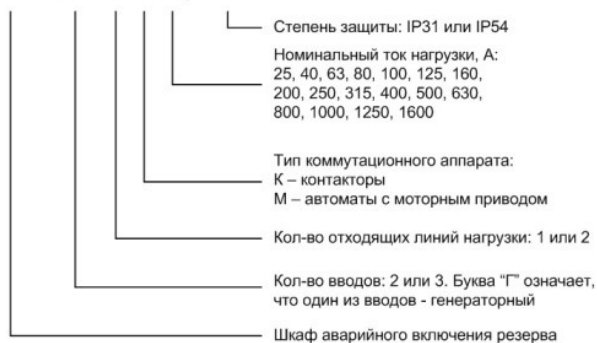 Степень защиты: IP31 или IP54
Номинальный ток нагрузки, А:
25, 40, 63, 80, 100, 125, 160,
200, 250, 315, 400, 500, 630,
800, 1000, 1250, 1600
Тип коммутационного аппарата:
К – контакторы
М – автоматы с моторным приводом
Кол-во отходящих линий нагрузки: 1 или 2
Кол-во вводов: 2 или 3. Буква “Г” означает,
что один из вводов - генераторный
Шкаф аварийного включения резерва